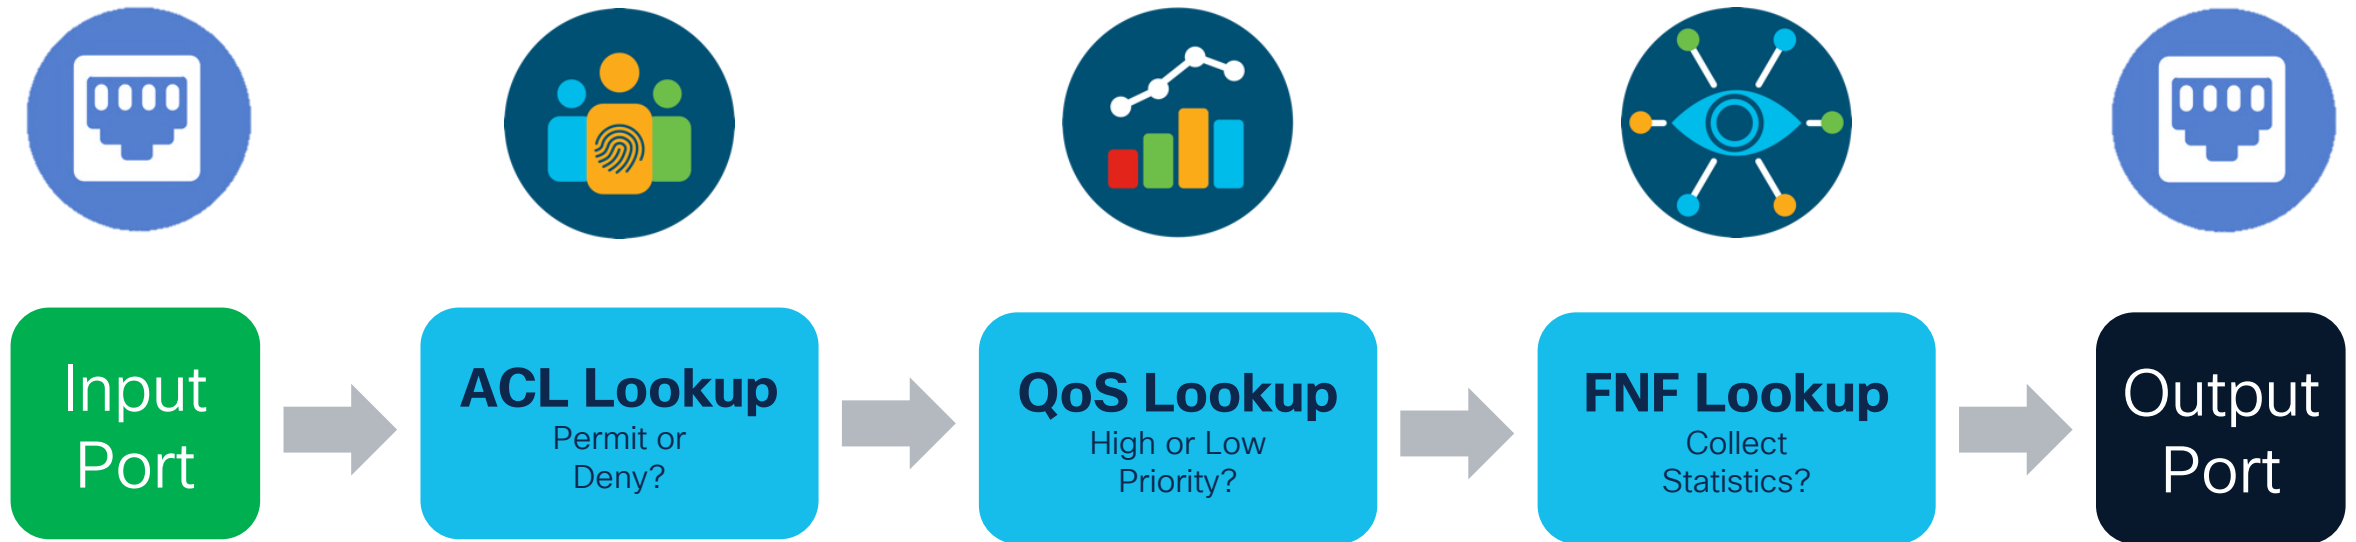 Input
Port
ACL Lookup
Permit or
Deny?
QoS Lookup
High or Low
Priority?
FNF Lookup
Collect
Statistics?
Output
Port